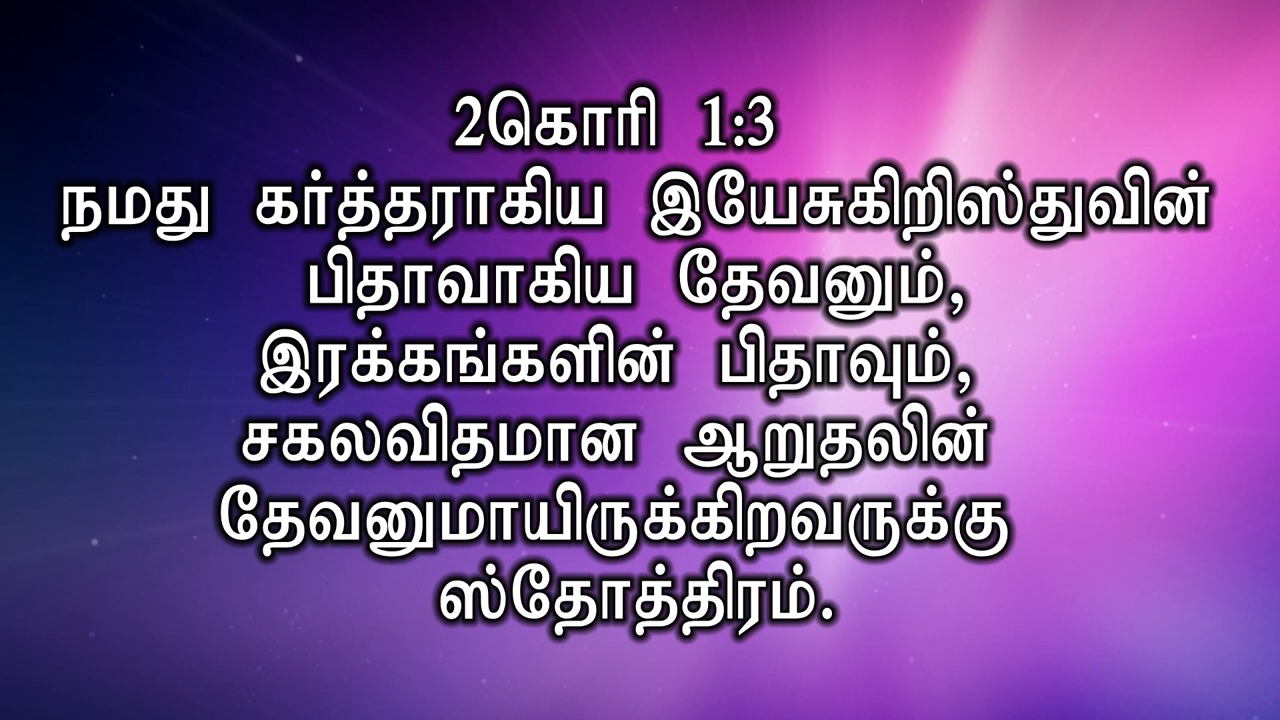 2கொரி 1:3
நமது கர்த்தராகிய இயேசுகிறிஸ்துவின்
பிதாவாகிய தேவனும்,
இரக்கங்களின் பிதாவும்,
சகலவிதமான ஆறுதலின்
தேவனுமாயிருக்கிறவருக்கு
ஸ்தோத்திரம்.